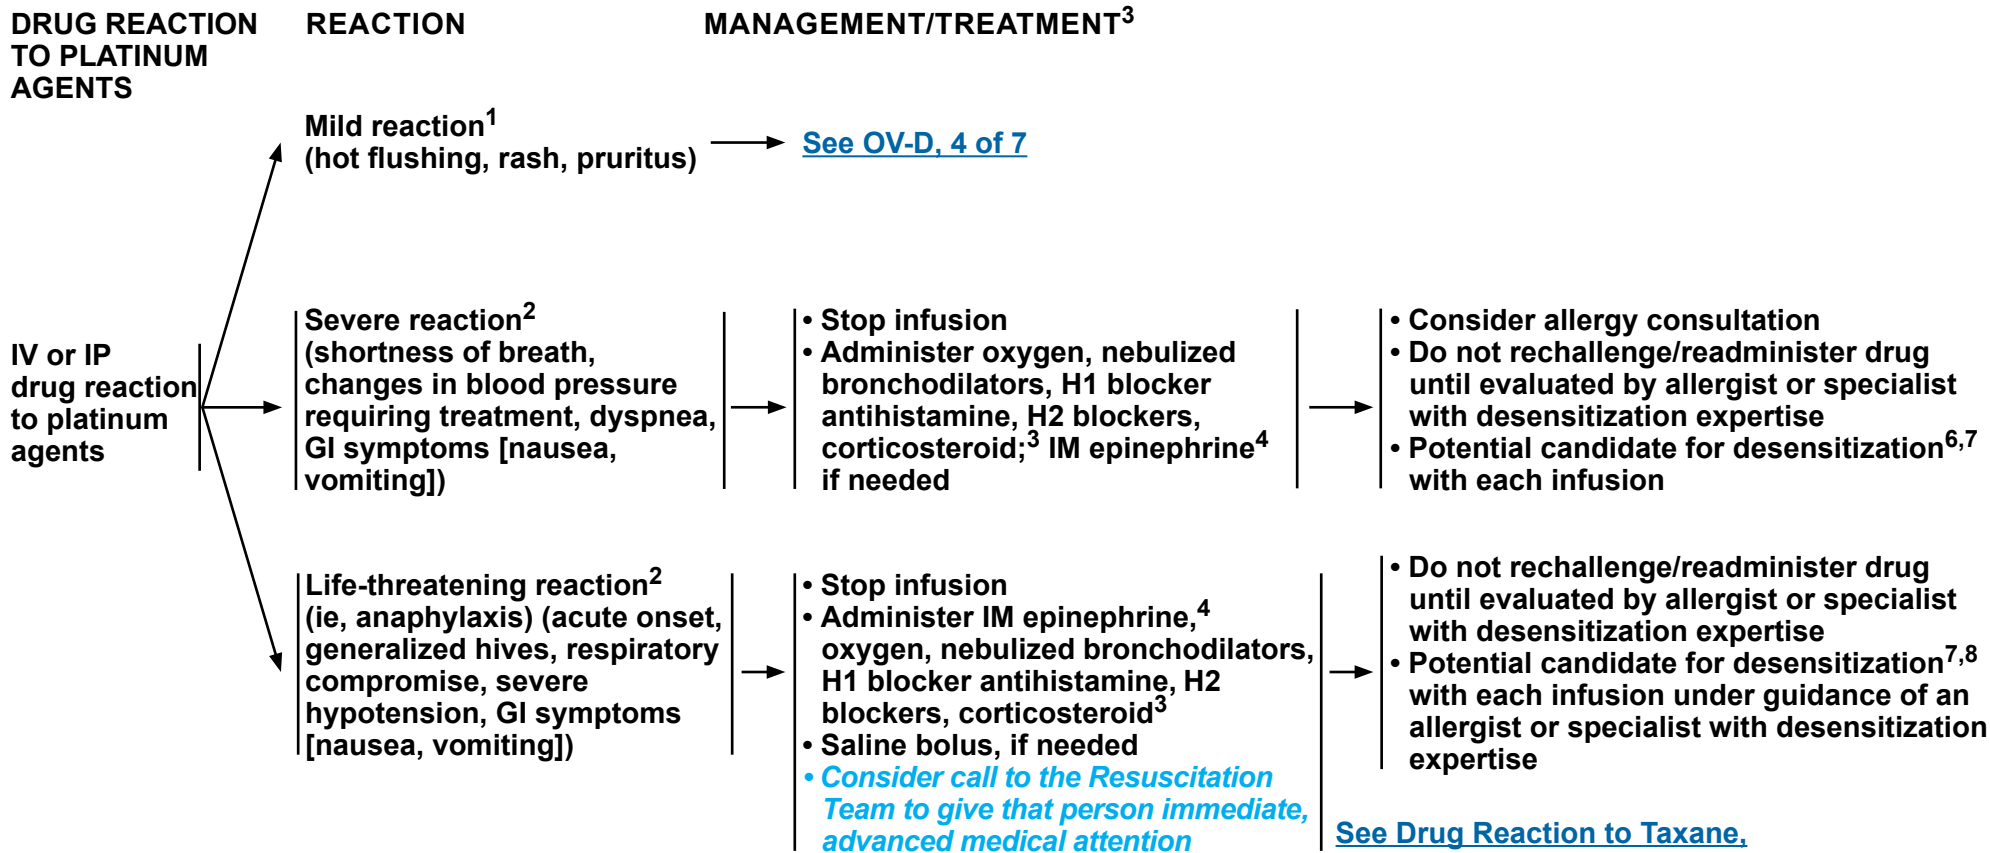 DRUG REACTION
TO PLATINUM
AGENTS
REACTION
MANAGEMENT/TREATMENT3
Mild reaction1
(hot flushing, rash, pruritus)
See OV-D, 4 of 7
IV or IP
drug reaction
to platinum
agents
Severe reaction2
(shortness of breath,
changes in blood pressure
requiring treatment, dyspnea,
GI symptoms [nausea,
vomiting])
• Stop infusion
• Administer oxygen, nebulized
bronchodilators, H1 blocker
antihistamine, H2 blockers,
corticosteroid;3 IM epinephrine4
if needed
• Consider allergy consultation
• Do not rechallenge/readminister drug
until evaluated by allergist or specialist
with desensitization expertise
• Potential candidate for desensitization6,7
with each infusion
Life-threatening reaction2
(ie, anaphylaxis) (acute onset,
generalized hives, respiratory
compromise, severe
hypotension, GI symptoms
[nausea, vomiting])
• Stop infusion
• Administer IM epinephrine,4
oxygen, nebulized bronchodilators,
H1 blocker antihistamine, H2
blockers, corticosteroid3
• Saline bolus, if needed
• Consider call to the Resuscitation
Team to give that person immediate,
advanced medical attention
• Do not rechallenge/readminister drug
until evaluated by allergist or specialist
with desensitization expertise
• Potential candidate for desensitization7,8
with each infusion under guidance of an
allergist or specialist with desensitization
expertise
See Drug Reaction to Taxane,